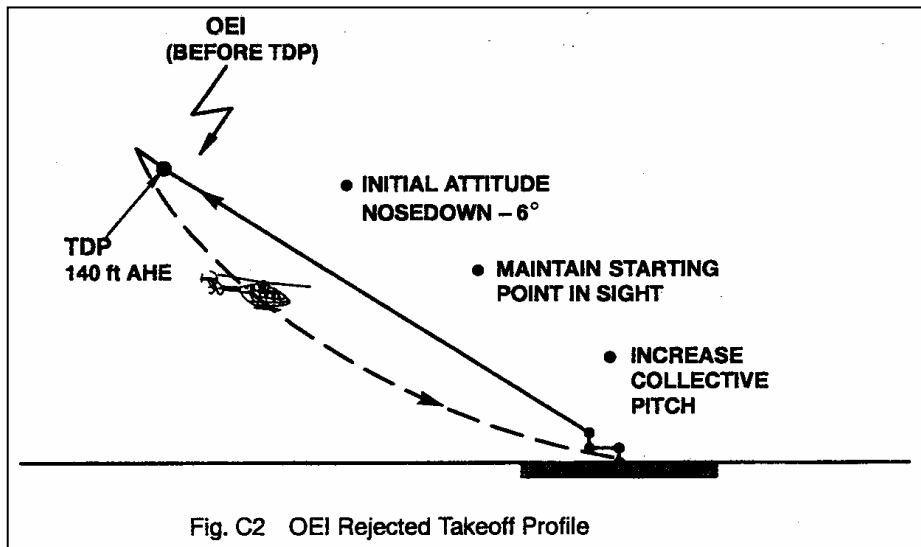 OEI
(BEFORE TDP)
● INITIAL ATTITUDE
NOSEDOWN – 6°
TDP
140 ft AHE
● MAINTAIN STARTING
POINT IN SIGHT
● INCREASE
COLLECTIVE
PITCH
Fig. C2 OEI Rejected Takeoff Profile